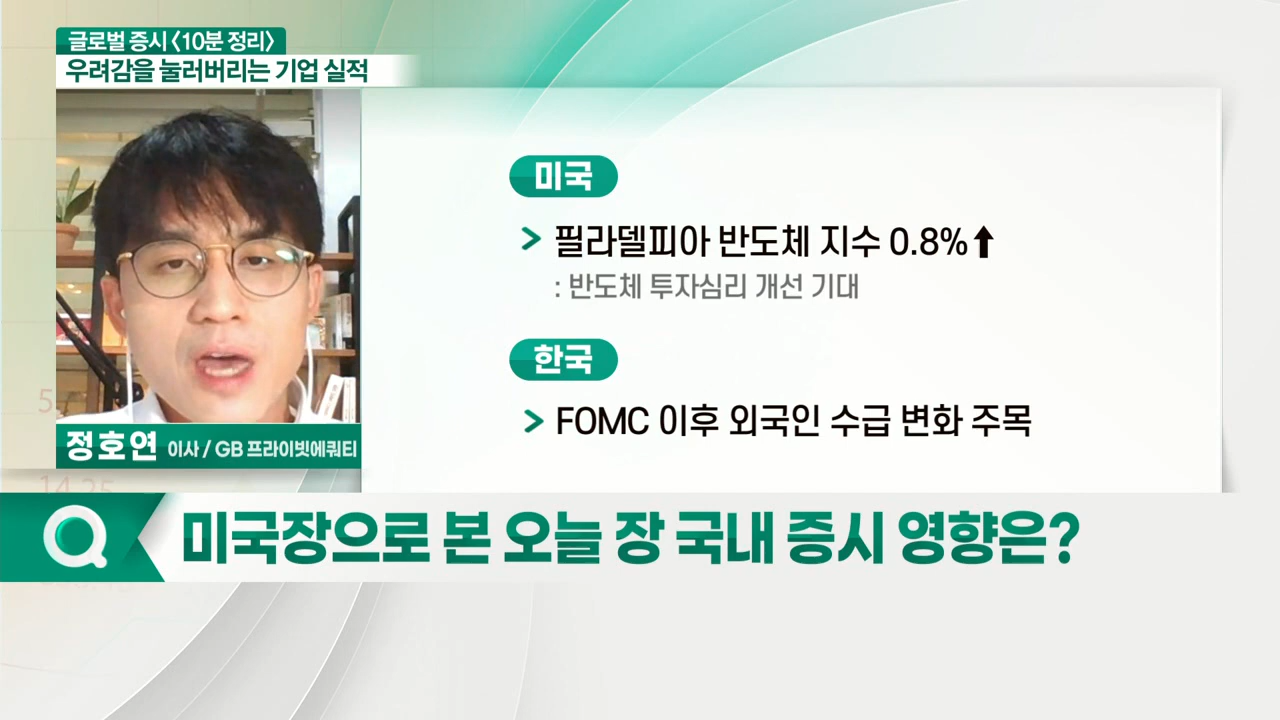 글로벌 증시 〈10분 정리〉
우려감을 눌러버리는 기업 실적
미국
> 필라델피아 반도체 지수 0.8%⬆
: 반도체 투자심리 개선 기대
한국
> FOMC 이후 외국인 수급 변화 주목
정호연 이사 / GB 프라이빗에쿼티
Q 미국장으로 본 오늘 장 국내 증시 영향은?